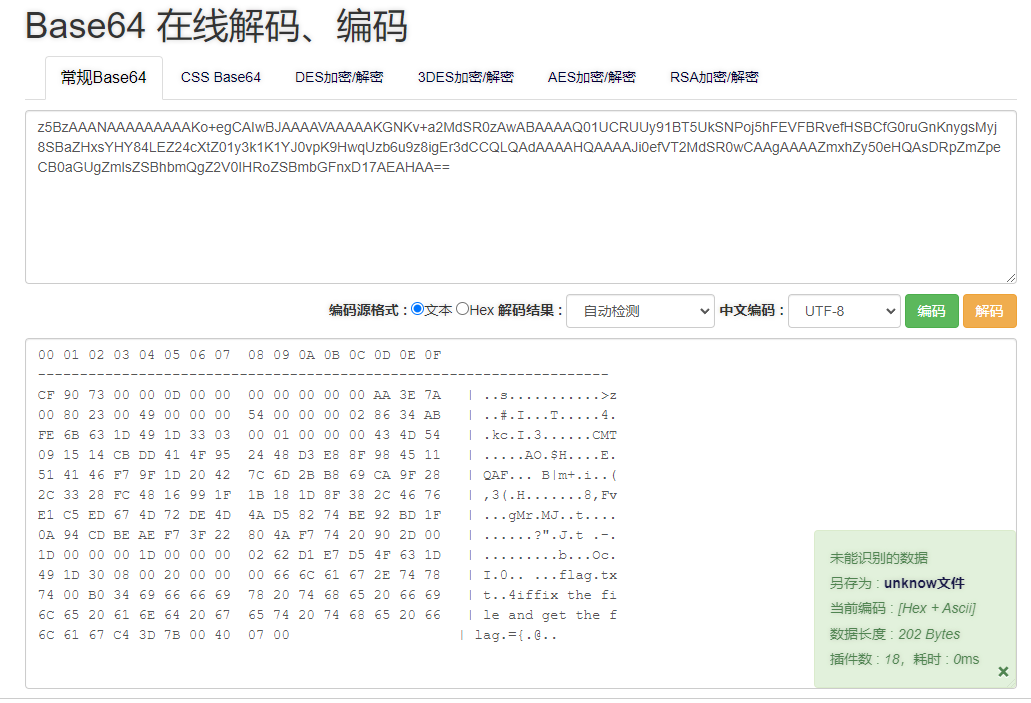 Base64 在线解码、编码
常规Base64 CSS Base64 DES加密/解密 3DES加密/解密 AES加密/解密 RSA加密/解密
z5BzAAANAAAAAAAAAKo+egCAIwBJAAAAVAAAAAKGNKv+a2MdSR0zAwABAAAAQ01UCRUUy91BT5UkSNPoj5hFEVFBRvefHSBCfG0ruGnKnygsMyj
8SBaZHxsYHY84LEZ24cXtZ01y3k1K1YJ0vpK9HwqUzb6u9z8igEr3dCCQLQAdAAAAHQAAAAJi0efVT2MdSR0wCAAgAAAAZmxhZy50eHQAsDRpZmZpe
CB0aGUgZmlsZSBhbmQgZ2V0IHRoZSBmbGFnxD17AEAHAA==
编码源格式：文本 Hex 解码结果： 自动检测 中文编码： UTF-8 编码 解码
00 01 02 03 04 05 06 07 08 09 0A 0B 0C 0D 0E 0F
--------------------------------------------------------------------
CF 90 73 00 00 0D 00 00 00 00 00 00 00 AA 3E 7A | ..s...........>z
00 80 23 00 49 00 00 00 54 00 00 00 02 86 34 AB | ..#.I...T.....4.
FE 6B 63 1D 49 1D 33 03 00 01 00 00 00 43 4D 54 | .kc.I.3......CMT
09 15 14 CB DD 41 4F 95 24 48 D3 E8 8F 98 45 11 | .....AO.$H....E.
51 41 46 F7 9F 1D 20 42 7C 6D 2B B8 69 CA 9F 28 | QAF... B|m+.i..(
2C 33 28 FC 48 16 99 1F 1B 18 1D 8F 38 2C 46 76 | ,3(.H.......8,Fv
E1 C5 ED 67 4D 72 DE 4D 4A D5 82 74 BE 92 BD 1F | ...gMr.MJ..t....
0A 94 CD BE AE F7 3F 22 80 4A F7 74 20 90 2D 00 | ......?".J.t .-.
1D 00 00 00 1D 00 00 00 02 62 D1 E7 D5 4F 63 1D | .........b...Oc.
49 1D 30 08 00 20 00 00 00 66 6C 61 67 2E 74 78 | I.0.. ...flag.tx
74 00 B0 34 69 66 66 69 78 20 74 68 65 20 66 69 | t..4iffix the fi
6C 65 20 61 6E 64 20 67 65 74 20 74 68 65 20 66 | le and get the f
6C 61 67 C4 3D 7B 00 40 07 00 | lag.={.@..
未能识别的数据
另存为 : unknow文件
当前编码 : [Hex + Ascii]
数据长度 : 202 Bytes
插件数 : 18，耗时 : 0ms
×